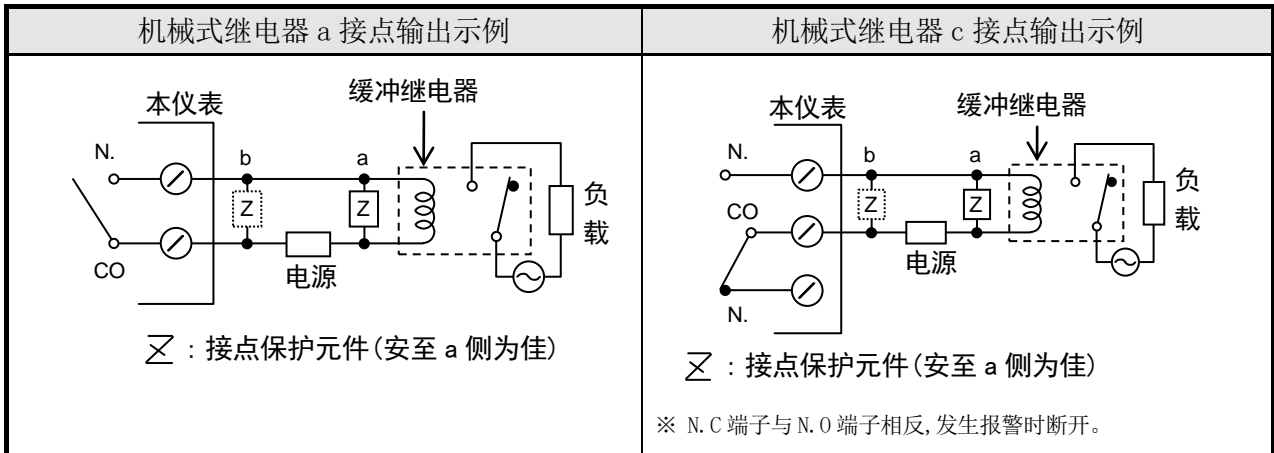 机械式继电器 a 接点输出示例
本仪表
缓冲继电器
N.
b
a
Z
Z
CO
电源
负载
Z : 接点保护元件(安至 a 侧为佳)
机械式继电器 c 接点输出示例
本仪表
缓冲继电器
N.
b
a
Z
Z
CO
电源
N.
负载
Z : 接点保护元件(安至 a 侧为佳)
※ N.C 端子与 N.O 端子相反,发生报警时断开。